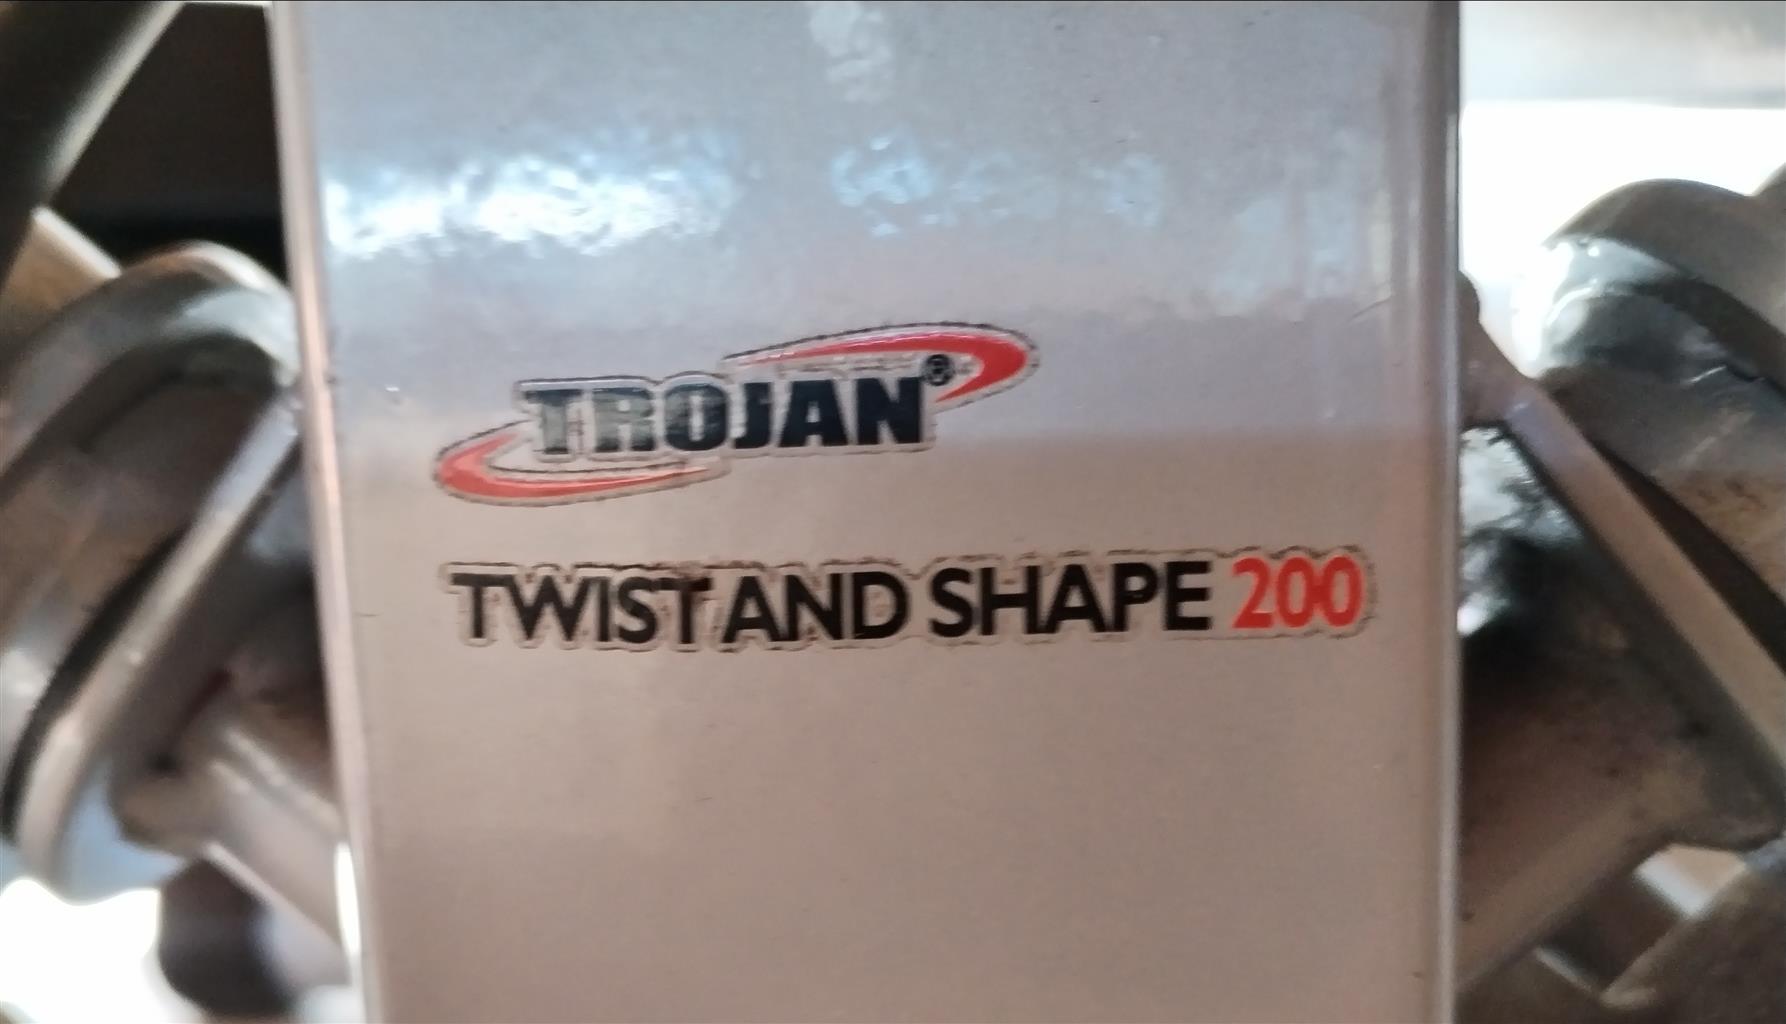 TROJAN®
TWIST AND SHAPE 200